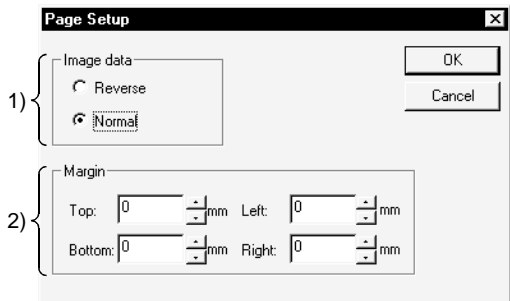 Page Setup
Image data
OK
1)
Reverse
Cancel
Normal
Margin
2)
Top: 0 mm Left: 0 mm
Bottom: 0 mm Right: 0 mm